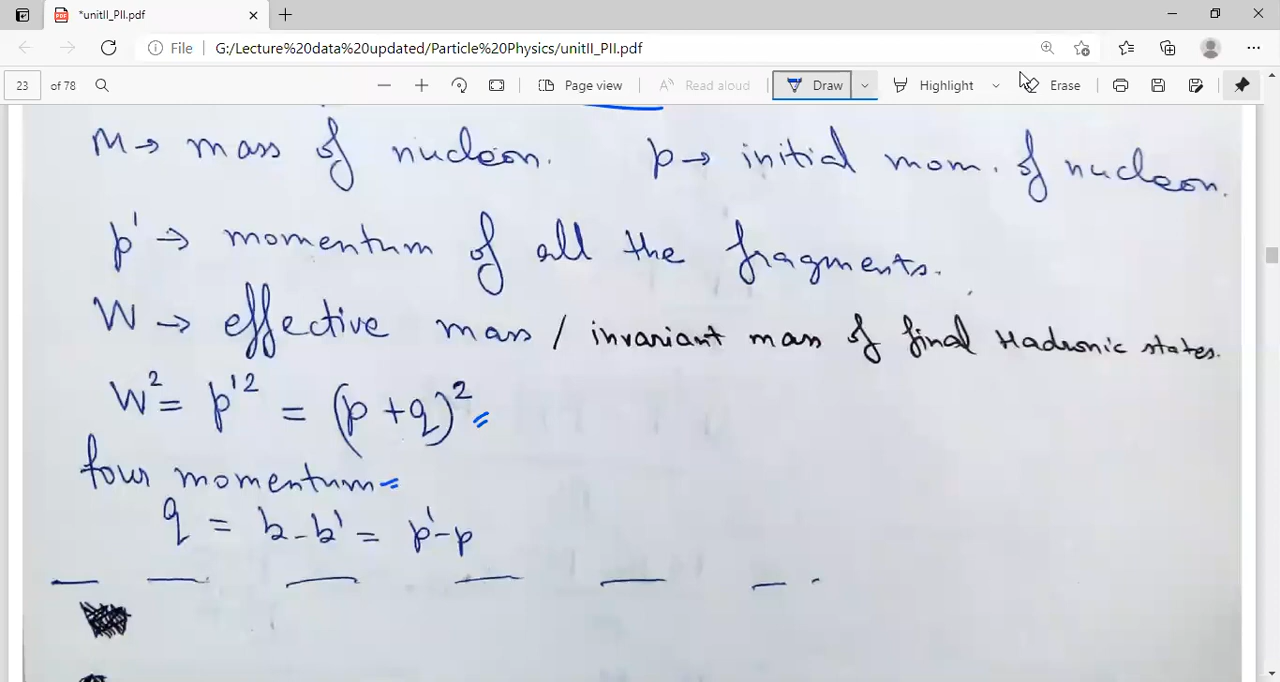 *unitII_PII.pdf
File G:/Lecture%20data%20updated/Particle%20Physics/unitII_PII.pdf
23 of 78 Page view Read aloud Draw Highlight Erase
M → mass of nucleon. p → initial mom. of nucleon.
p' → momentum of all the fragments.
W → effective mass / invariant mass of final Hadronic states.
W² = p'² = (p + q)²
four momentum
q = k - k' = p' - p